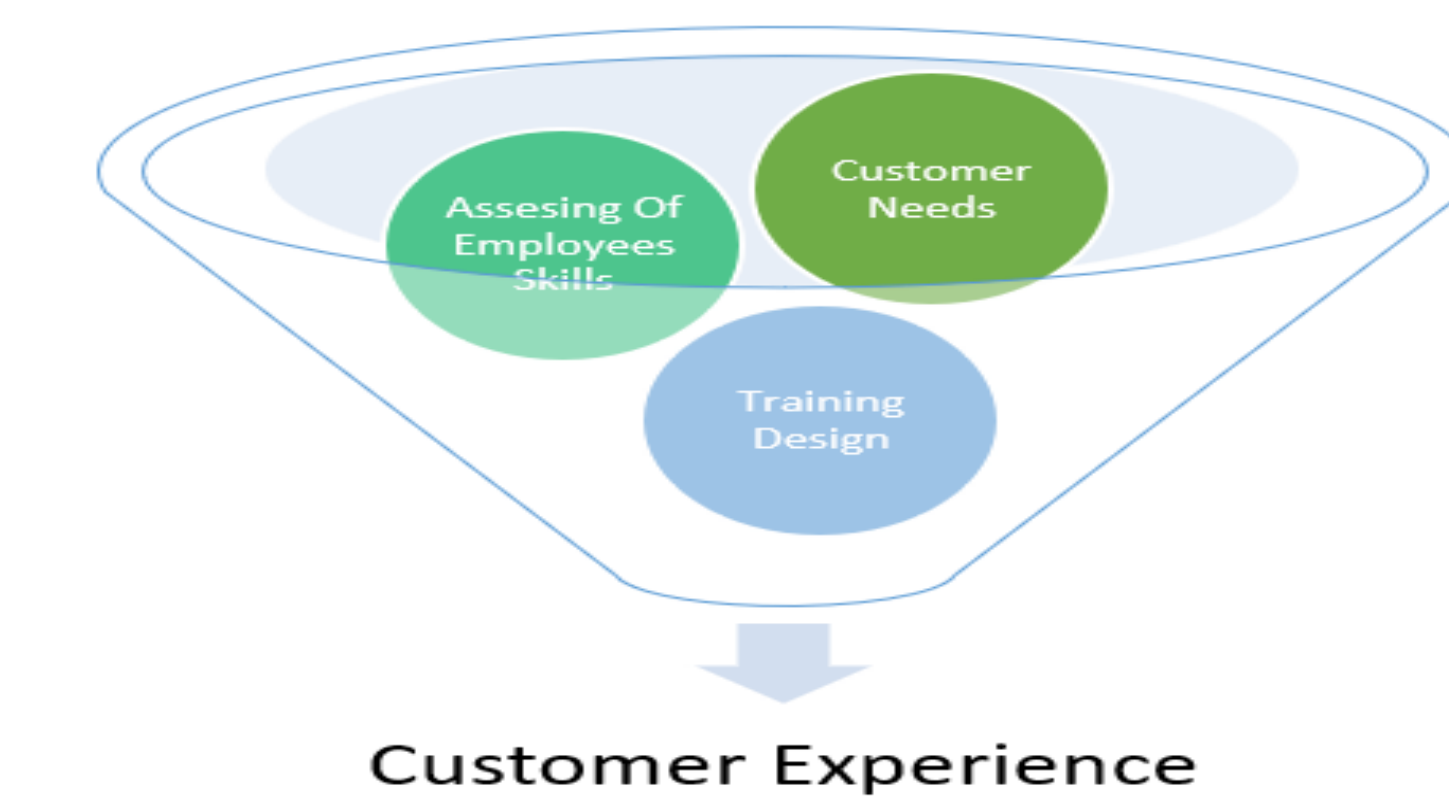 Customer
Needs
Assesing Of
Employees
Skills
Training
Design
Customer Experience